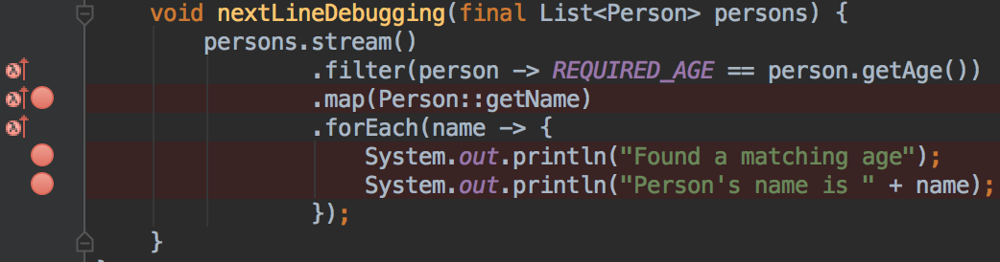 void nextLineDebugging(final List<Person> persons) {
persons.stream()
.filter(person -> REQUIRED_AGE == person.getAge())
.map(Person::getName)
.forEach(name -> {
System.out.println("Found a matching age");
System.out.println("Person's name is " + name);
});
}